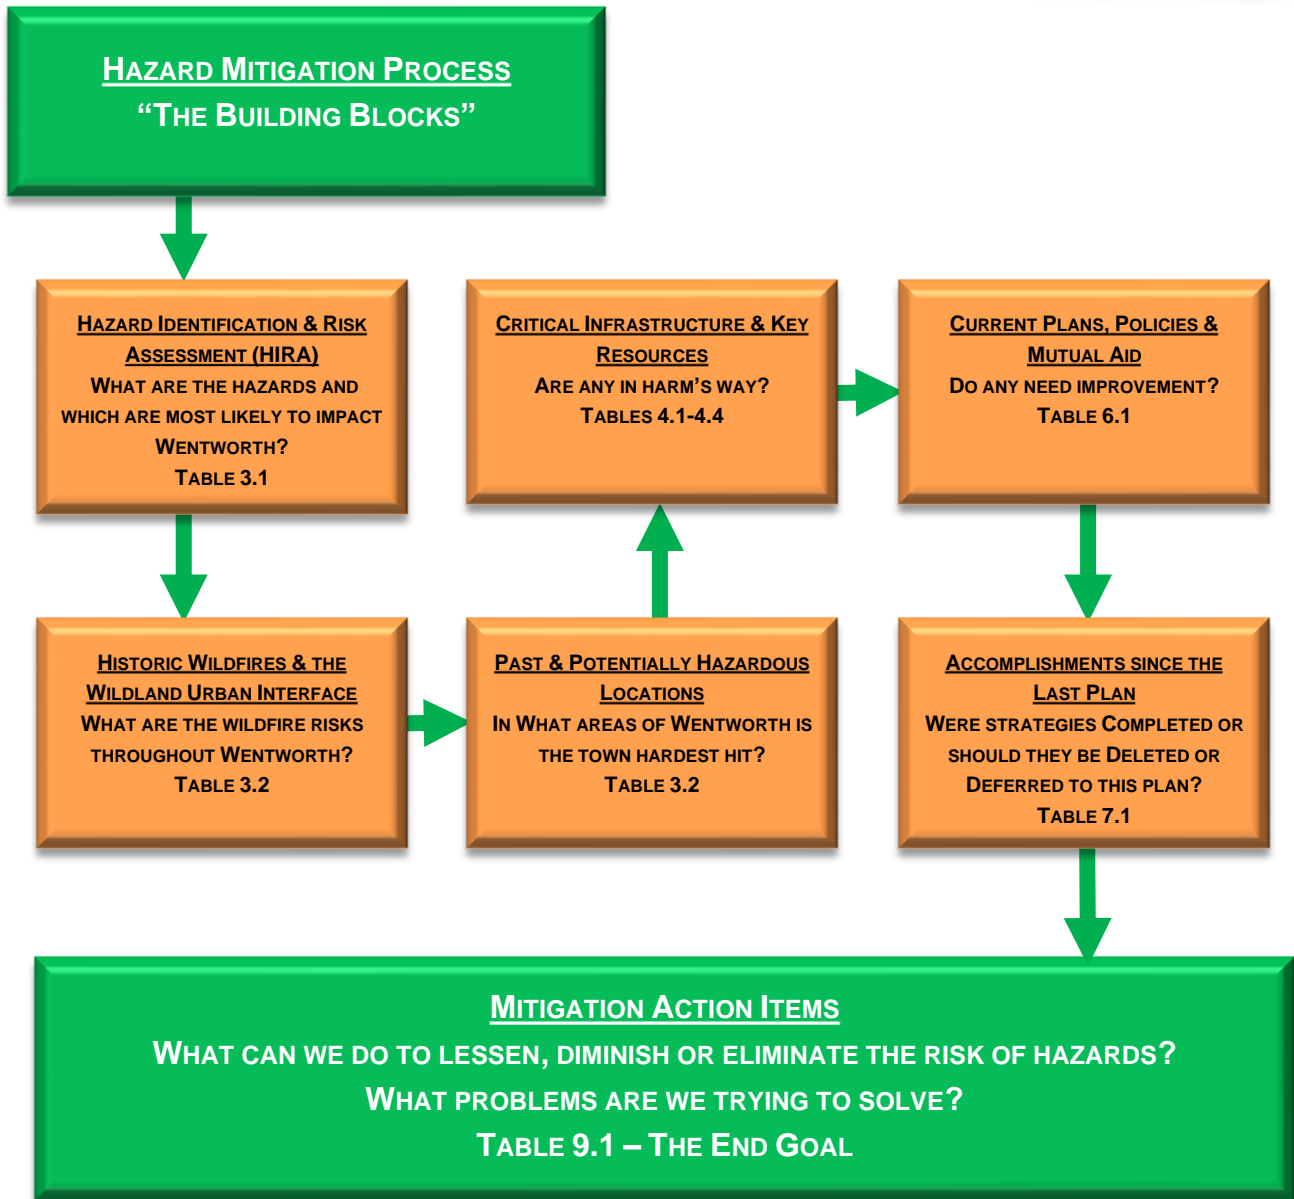 HAZARD MITIGATION PROCESS
“THE BUILDING BLOCKS”
HAZARD IDENTIFICATION & RISK
ASSESSMENT (HIRA)
WHAT ARE THE HAZARDS AND
WHICH ARE MOST LIKELY TO IMPACT
WENTWORTH?
TABLE 3.1
HISTORIC WILDFIRES & THE
WILDLAND URBAN INTERFACE
WHAT ARE THE WILDFIRE RISKS
THROUGHOUT WENTWORTH?
TABLE 3.2
PAST & POTENTIALLY HAZARDOUS
LOCATIONS
IN WHAT AREAS OF WENTWORTH IS
THE TOWN HARDEST HIT?
TABLE 3.2
CRITICAL INFRASTRUCTURE & KEY
RESOURCES
ARE ANY IN HARM’S WAY?
TABLES 4.1-4.4
CURRENT PLANS, POLICIES &
MUTUAL AID
DO ANY NEED IMPROVEMENT?
TABLE 6.1
ACCOMPLISHMENTS SINCE THE
LAST PLAN
WERE STRATEGIES COMPLETED OR
SHOULD THEY BE DELETED OR
DEFERRED TO THIS PLAN?
TABLE 7.1
MITIGATION ACTION ITEMS
WHAT CAN WE DO TO LESSEN, DIMINISH OR ELIMINATE THE RISK OF HAZARDS?
WHAT PROBLEMS ARE WE TRYING TO SOLVE?
TABLE 9.1 – THE END GOAL